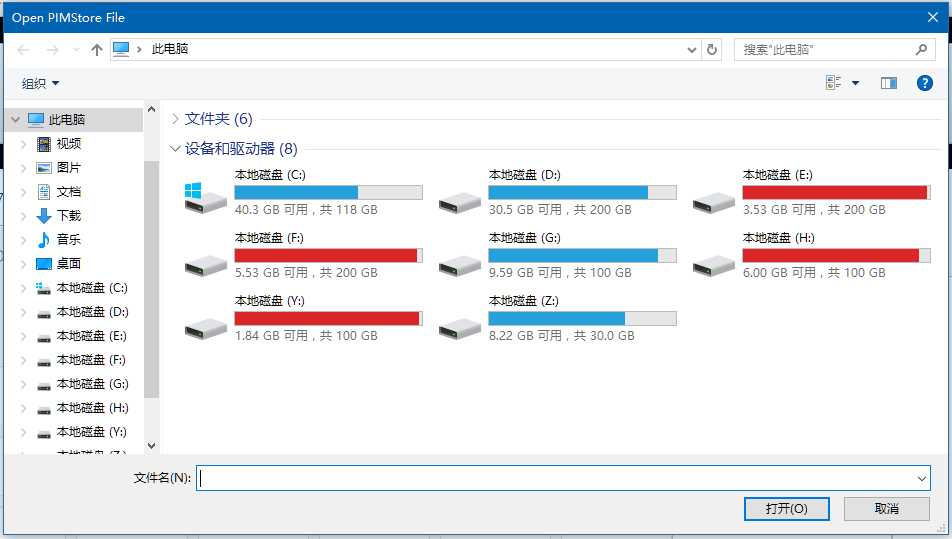 Open PIMStore File
此电脑
搜索"此电脑"
组织
此电脑
视频
图片
文档
下载
音乐
桌面
本地磁盘 (C:)
本地磁盘 (D:)
本地磁盘 (E:)
本地磁盘 (F:)
本地磁盘 (G:)
本地磁盘 (H:)
本地磁盘 (Y:)
文件夹 (6)
设备和驱动器 (8)
本地磁盘 (C:)
40.3 GB 可用，共 118 GB
本地磁盘 (D:)
30.5 GB 可用，共 200 GB
本地磁盘 (E:)
3.53 GB 可用，共 200 GB
本地磁盘 (F:)
5.53 GB 可用，共 200 GB
本地磁盘 (G:)
9.59 GB 可用，共 100 GB
本地磁盘 (H:)
6.00 GB 可用，共 100 GB
本地磁盘 (Y:)
1.84 GB 可用，共 100 GB
本地磁盘 (Z:)
8.22 GB 可用，共 30.0 GB
文件名(N):
打开(O)
取消